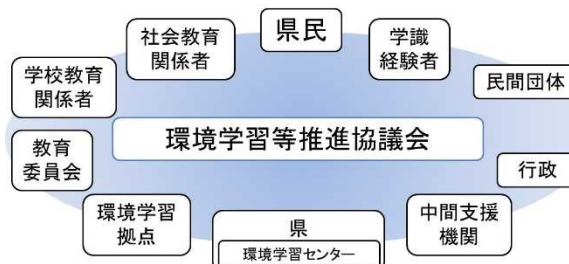 県民
社会教育
関係者
学識
経験者
学校教育
関係者
民間団体
環境学習等推進協議会
教育
委員会
行政
環境学習
拠点
中間支援
機関
県
環境学習センター